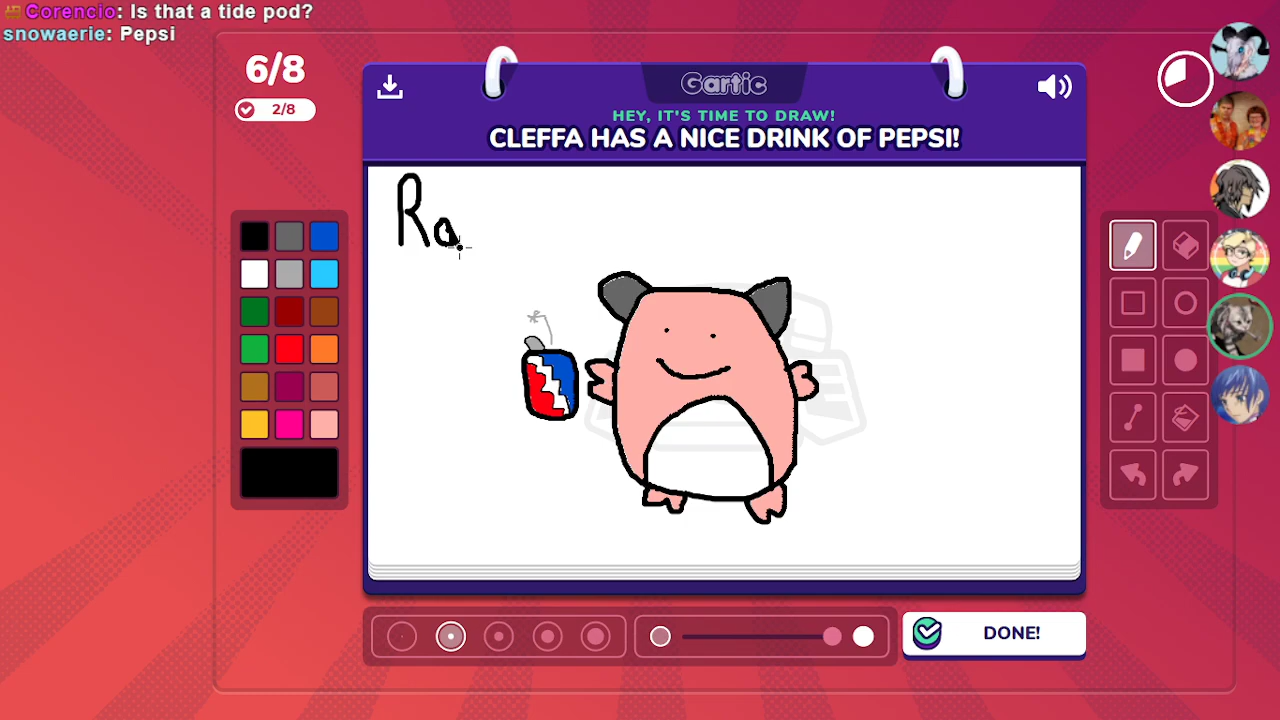 Corencio: Is that a tide pod?
snowaerie: Pepsi
6/8
2/8
Gartic
HEY, IT'S TIME TO DRAW!
CLEFFA HAS A NICE DRINK OF PEPSI!
Ra
DONE!